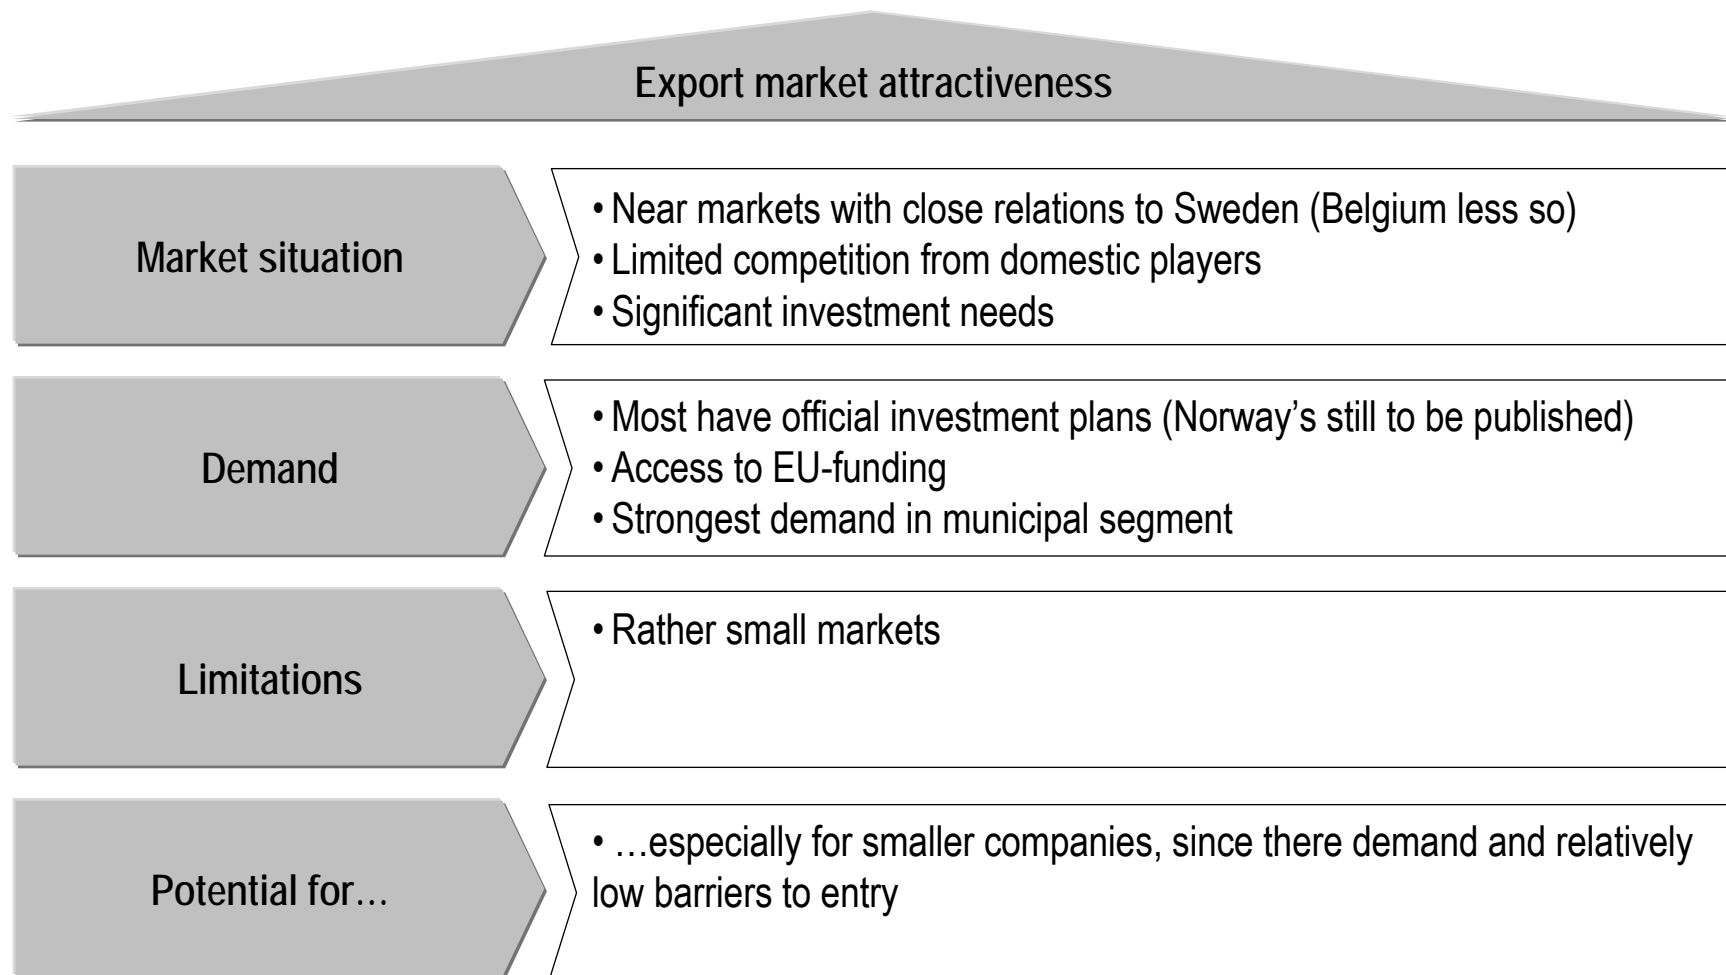 Export market attractiveness
Market situation
• Near markets with close relations to Sweden (Belgium less so)
• Limited competition from domestic players
• Significant investment needs
Demand
• Most have official investment plans (Norway’s still to be published)
• Access to EU-funding
• Strongest demand in municipal segment
Limitations
• Rather small markets
Potential for…
• …especially for smaller companies, since there demand and relatively
low barriers to entry